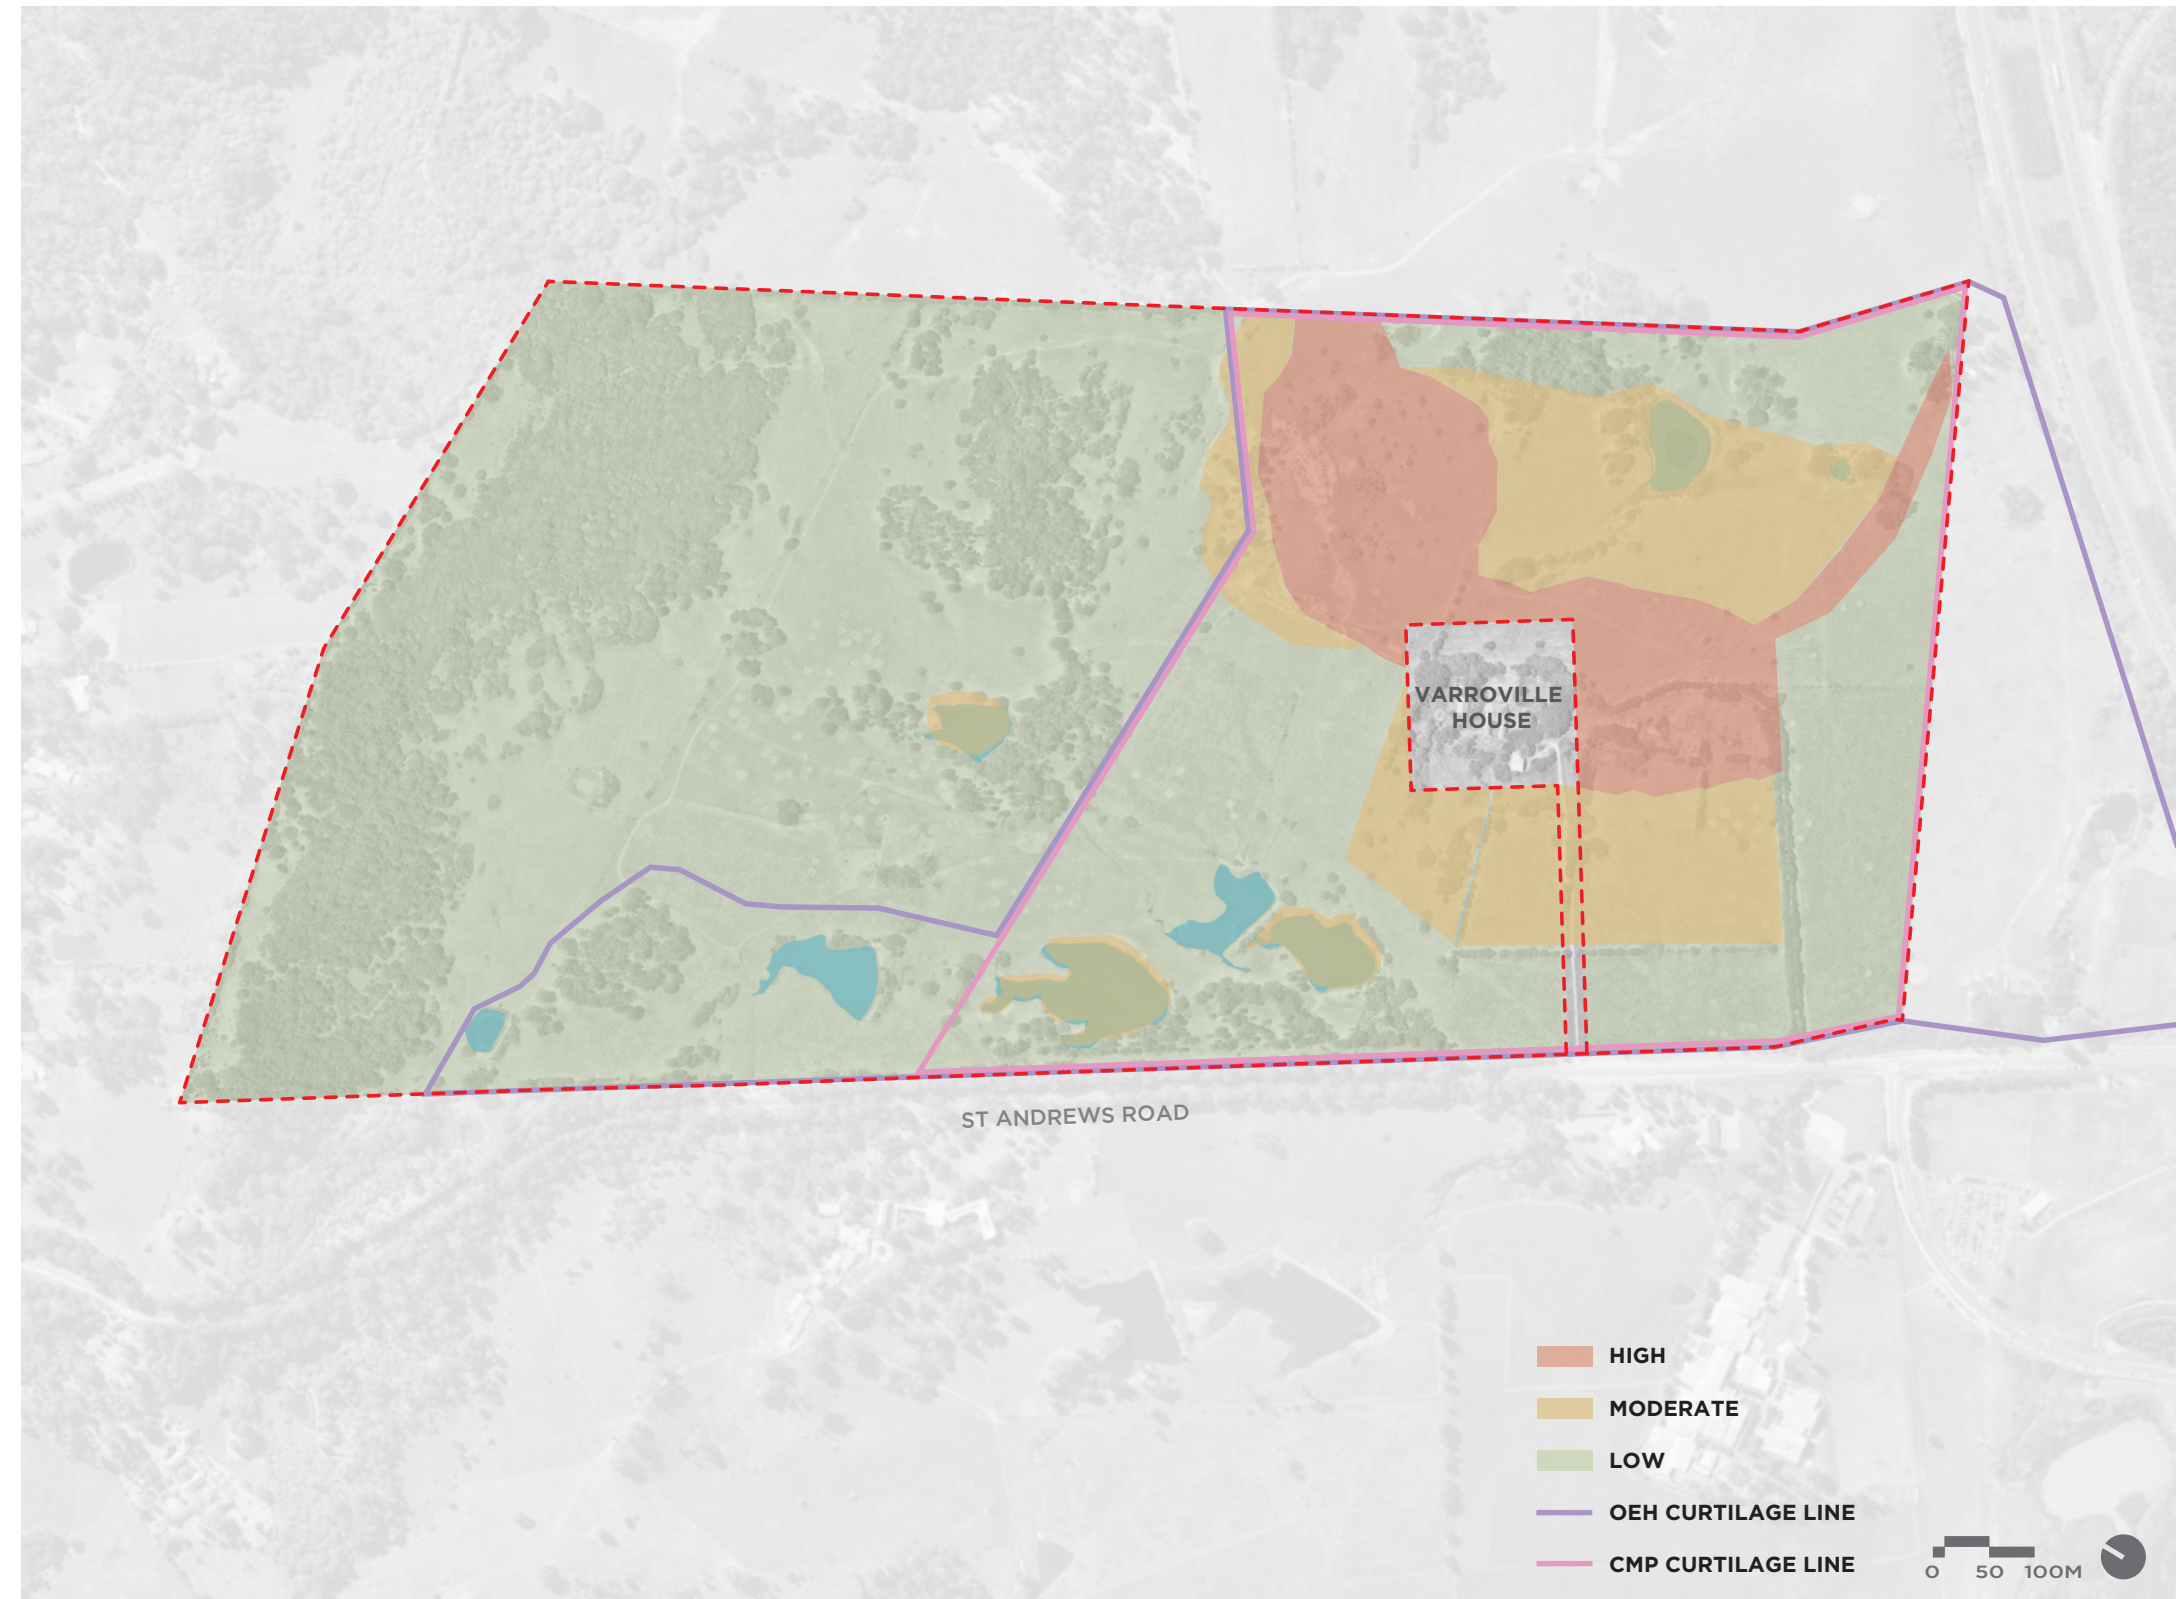 VARROVILLE
HOUSE
ST ANDREWS ROAD
HIGH
MODERATE
LOW
OEH CURTILAGE LINE
CMP CURTILAGE LINE
0 50 100M